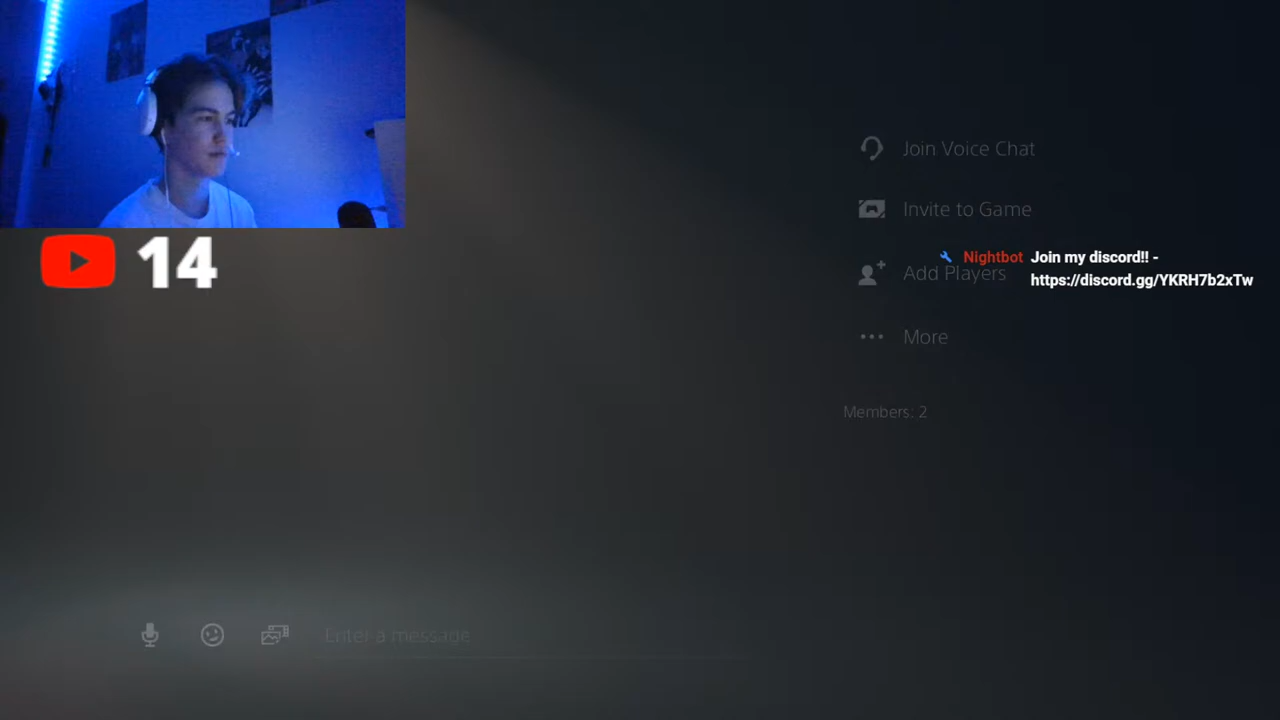 14
Join Voice Chat
Invite to Game
Nightbot Join my discord!! -
https://discord.gg/YKRH7b2xTw
Add Players
More
Members: 2
Enter a message